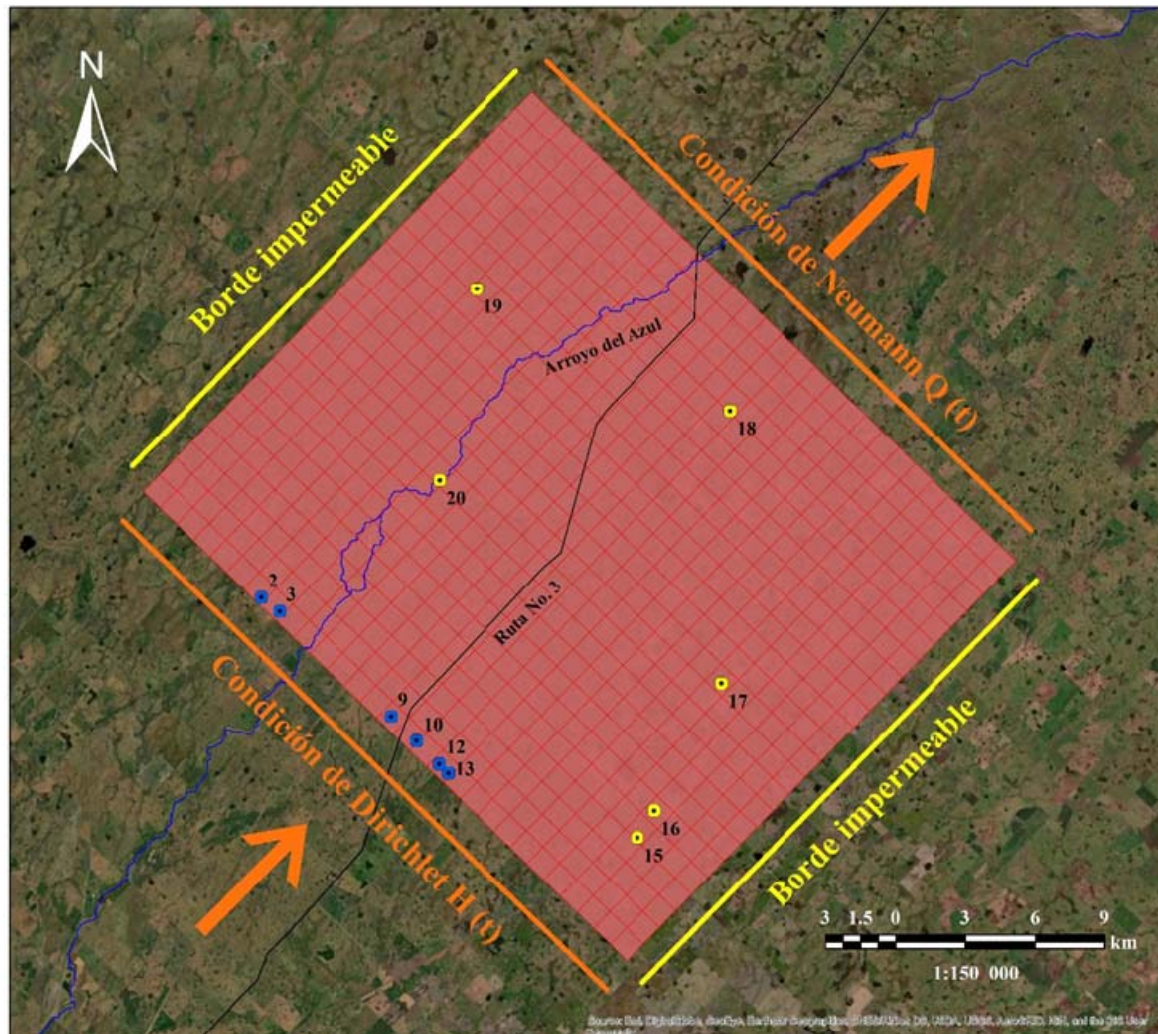 N
Borde impermeable
Condición de Neumann Q (t)
19
Arroyo del Azul
18
20
2
3
Ruta No. 3
9
10
12
13
17
16
15
Condición de Dirichlet H (t)
Borde impermeable
3 1.5 0 3 6 9
km
1:150 000